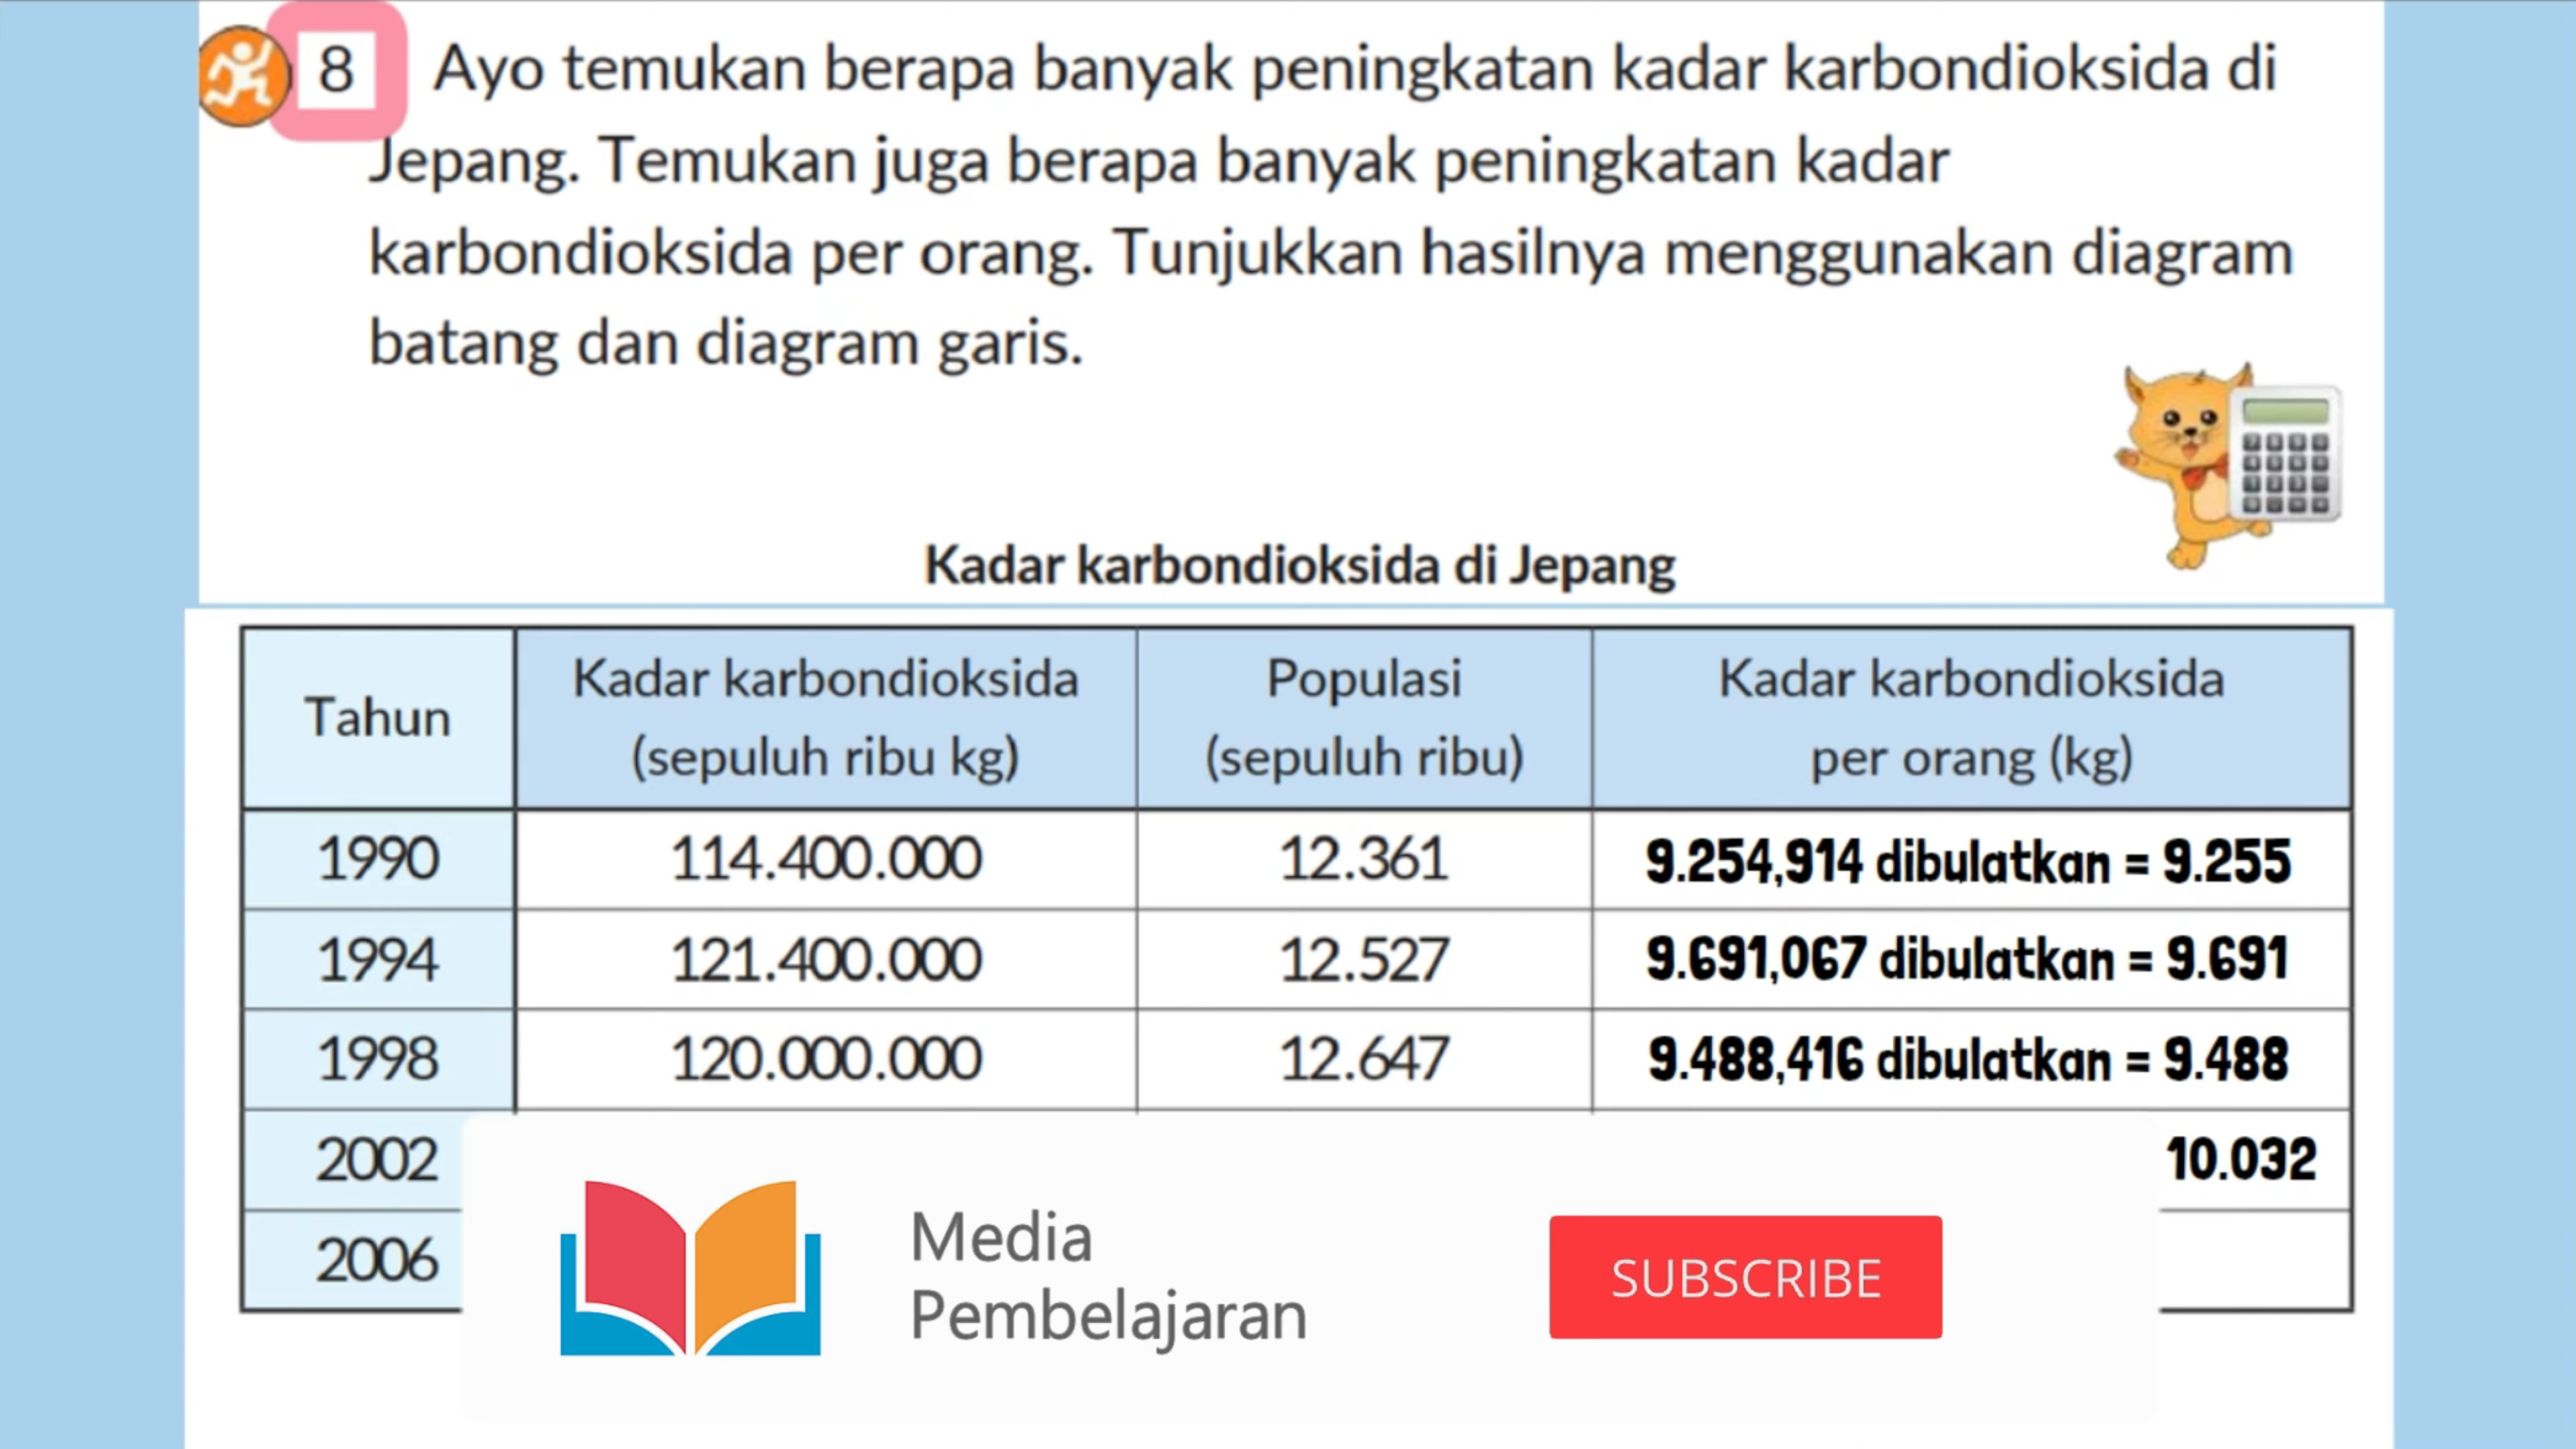 8 Ayo temukan berapa banyak peningkatan kadar karbondioksida di
Jepang. Temukan juga berapa banyak peningkatan kadar
karbondioksida per orang. Tunjukkan hasilnya menggunakan diagram
batang dan diagram garis.
Kadar karbondioksida di Jepang
Tahun
Kadar karbondioksida
(sepuluh ribu kg)
Populasi
(sepuluh ribu)
Kadar karbondioksida
per orang (kg)
1990 114.400.000 12.361 9.254,914 dibulatkan = 9.255
1994 121.400.000 12.527 9.691,067 dibulatkan = 9.691
1998 120.000.000 12.647 9.488,416 dibulatkan = 9.488
2002 10.032
2006
Media
Pembelajaran
SUBSCRIBE